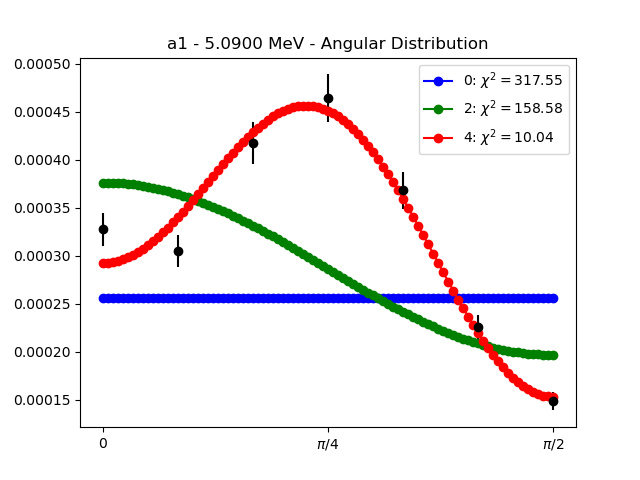 a1 - 5.0900 MeV - Angular Distribution
0.00050
0.00045
0.00040
0.00035
0.00030
0.00025
0.00020
0.00015
0
π/4
π/2
0: χ² = 317.55
2: χ² = 158.58
4: χ² = 10.04